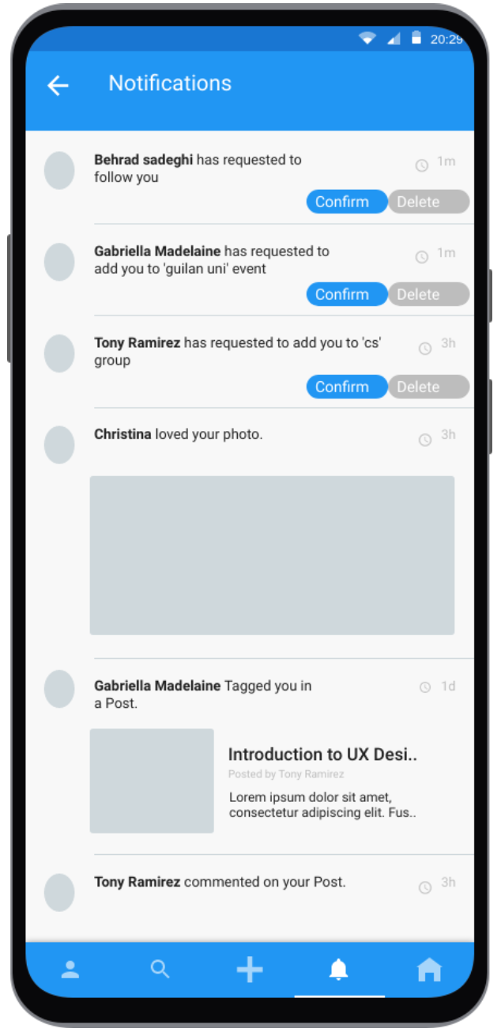 20:29
Notifications
Behrad sadeghi has requested to
follow you
1m
Confirm
Delete
Gabriella Madelaine has requested to
add you to 'guilan uni' event
1m
Confirm
Delete
Tony Ramirez has requested to add you to 'cs'
group
3h
Confirm
Delete
Christina loved your photo.
3h
Gabriella Madelaine Tagged you in
a Post.
1d
Introduction to UX Desi..
Posted by Tony Ramirez
Lorem ipsum dolor sit amet,
consectetur adipiscing elit. Fus..
Tony Ramirez commented on your Post.
3h